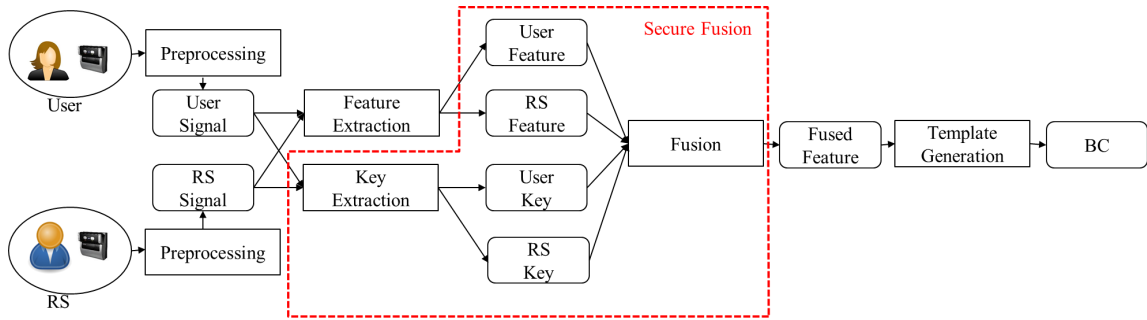 User
Preprocessing
User
Signal
RS
Signal
Preprocessing
RS
Feature
Extraction
Key
Extraction
Secure Fusion
User
Feature
RS
Feature
User
Key
RS
Key
Fusion
Fused
Feature
Template
Generation
BC